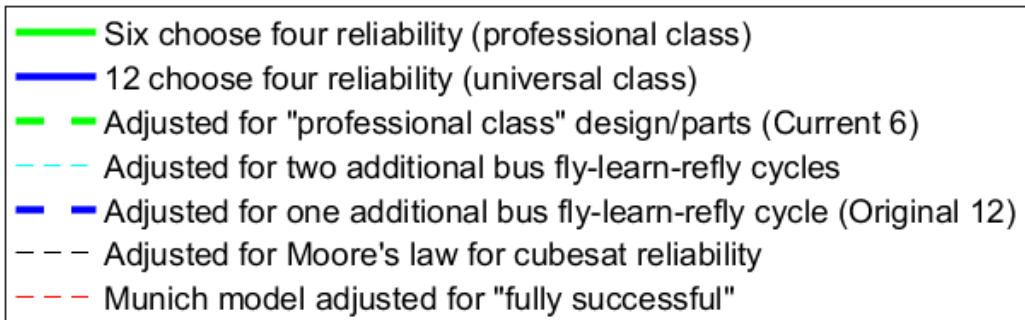 Six choose four reliability (professional class)
12 choose four reliability (universal class)
Adjusted for "professional class" design/parts (Current 6)
Adjusted for two additional bus fly-learn-refly cycles
Adjusted for one additional bus fly-learn-refly cycle (Original 12)
Adjusted for Moore's law for cubesat reliability
Munich model adjusted for "fully successful"